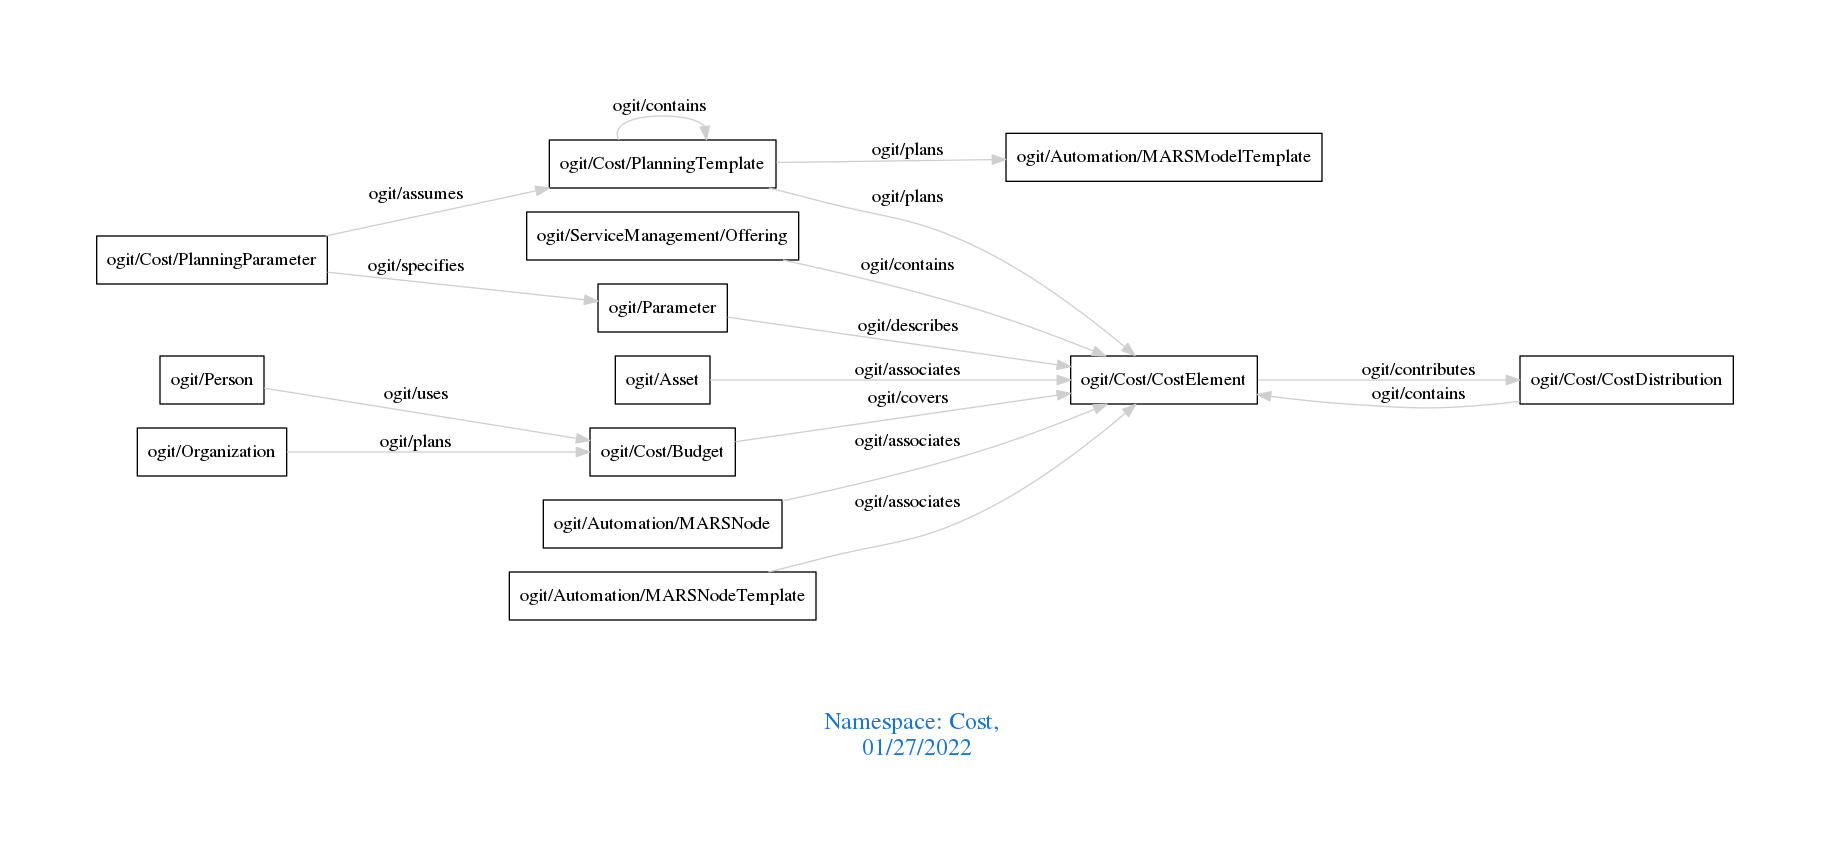 ogit/contains
ogit/Cost/PlanningTemplate
ogit/plans
ogit/Automation/MARSModelTemplate
ogit/assumes
ogit/plans
ogit/ServiceManagement/Offering
ogit/Cost/PlanningParameter
ogit/specifies
ogit/contains
ogit/Parameter
ogit/describes
ogit/Person
ogit/uses
ogit/Asset
ogit/associates
ogit/Cost/CostElement
ogit/contributes
ogit/Cost/CostDistribution
ogit/contains
ogit/covers
ogit/Organization
ogit/plans
ogit/Cost/Budget
ogit/associates
ogit/Automation/MARSNode
ogit/associates
ogit/Automation/MARSNodeTemplate
Namespace: Cost,
01/27/2022